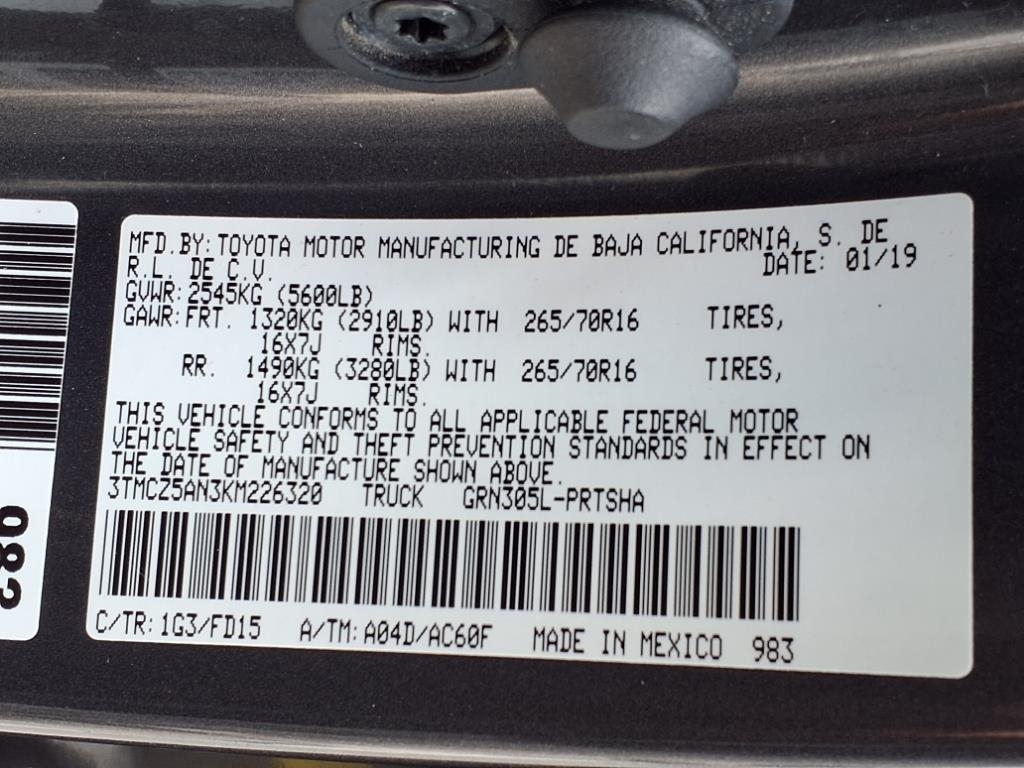 MFD.BY: TOYOTA MOTOR MANUFACTURING DE BAJA CALIFORNIA, S. DE
R.L. DE C.V. DATE: 01/19
GVWR: 2545KG (5600LB)
GAWR: FRT. 1320KG (2910LB) WITH 265/70R16 TIRES,
16X7J RIMS.
RR. 1490KG (3280LB) WITH 265/70R16 TIRES,
16X7J RIMS.
THIS VEHICLE CONFORMS TO ALL APPLICABLE FEDERAL MOTOR
VEHICLE SAFETY AND THEFT PREVENTION STANDARDS IN EFFECT ON
THE DATE OF MANUFACTURE SHOWN ABOVE.
3TMCZ5AN3KM226320 TRUCK GRN305L-PRTSHA
C/TR: 1G3/FD15 A/TM: A04D/AC60F MADE IN MEXICO 983